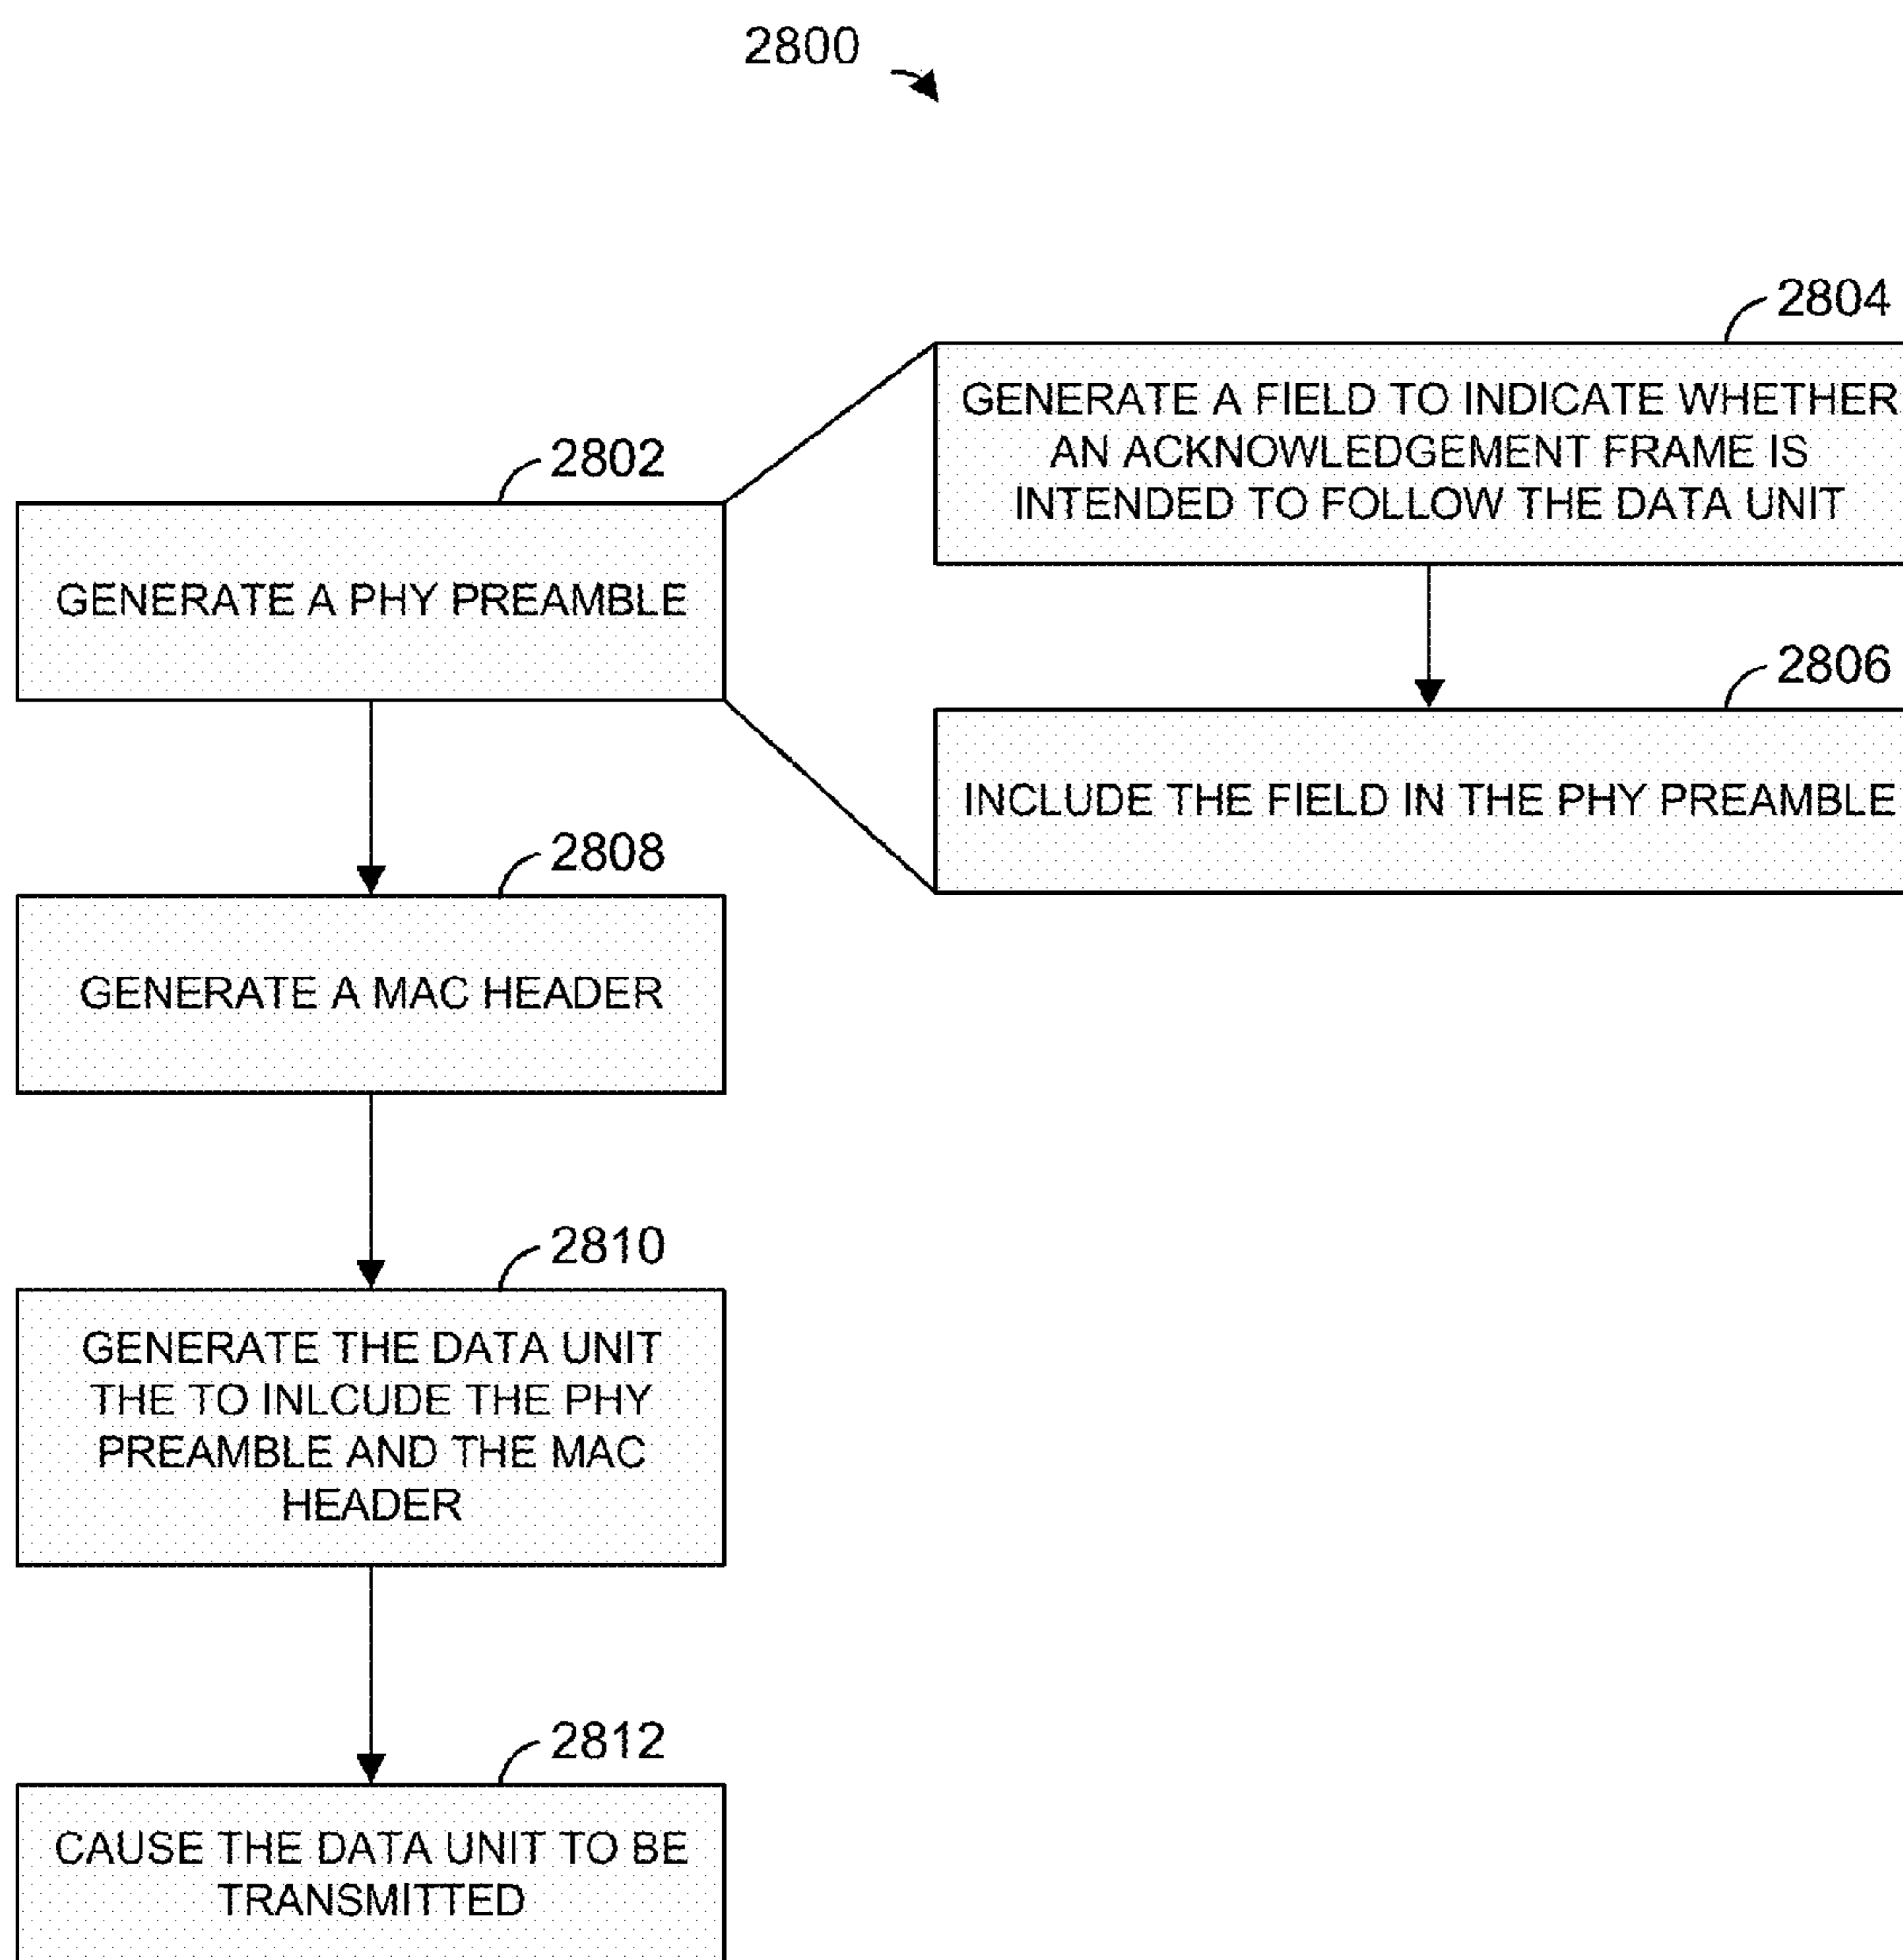 2800
2804
GENERATE A FIELD TO INDICATE WHETHER
AN ACKNOWLEDGEMENT FRAME IS
INTENDED TO FOLLOW THE DATA UNIT
2802
GENERATE A PHY PREAMBLE
2806
INCLUDE THE FIELD IN THE PHY PREAMBLE
2808
GENERATE A MAC HEADER
2810
GENERATE THE DATA UNIT
THE TO INLCUDE THE PHY
PREAMBLE AND THE MAC
HEADER
2812
CAUSE THE DATA UNIT TO BE
TRANSMITTED